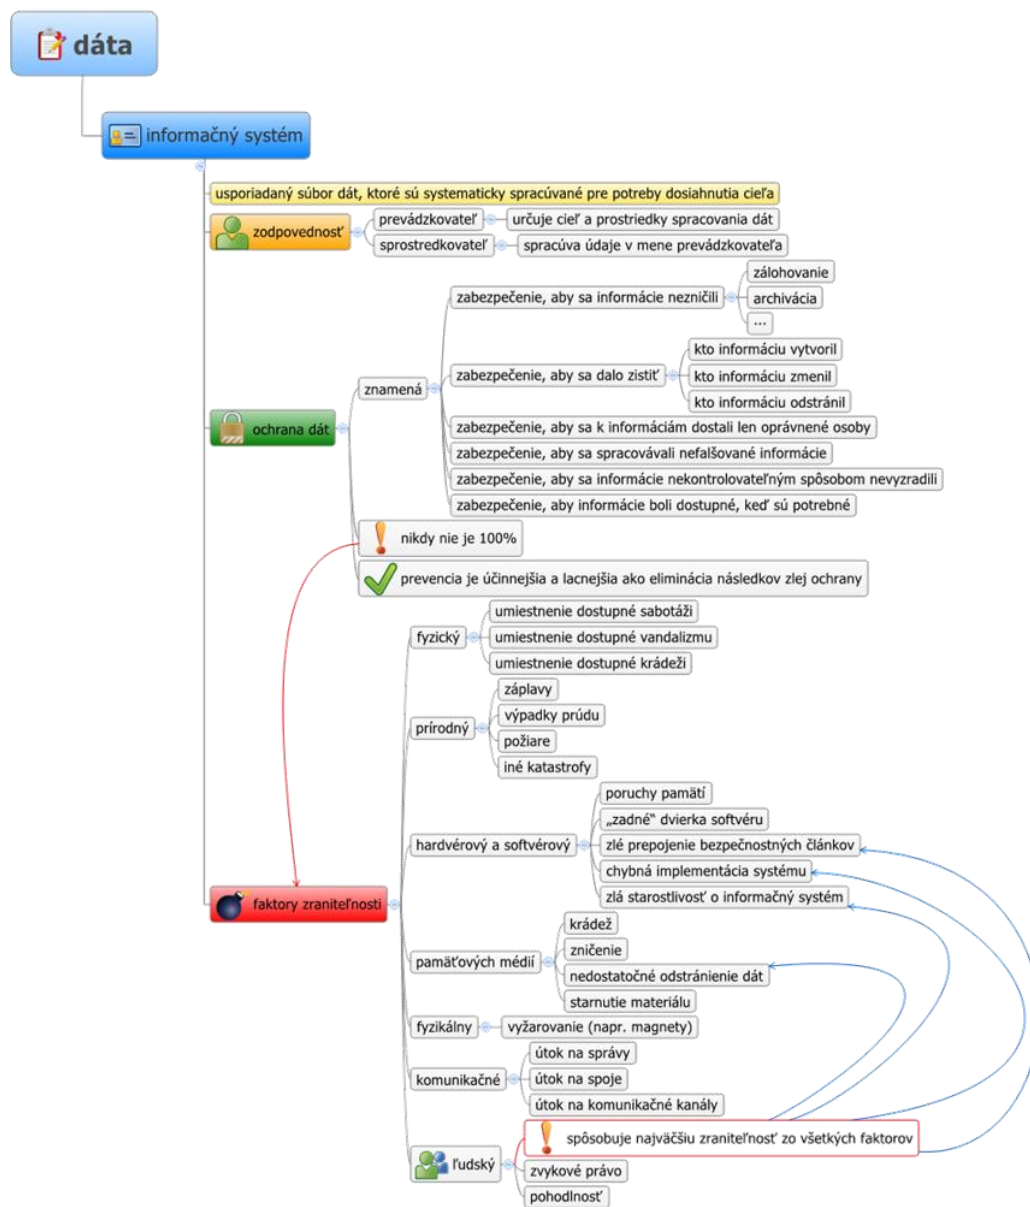 dáta
informačný systém
usporiadaný súbor dát, ktoré sú systematicky spracúvané pre potreby dosiahnutia cieľa
zodpovednosť
prevádzkovateľ
určuje cieľ a prostriedky spracovania dát
sprostredkovateľ
spracúva údaje v mene prevádzkovateľa
ochrana dát
znamená
zabezpečenie, aby sa informácie nezničili
zálohovanie
archivácia
...
zabezpečenie, aby sa dalo zistiť
kto informáciu vytvoril
kto informáciu zmenil
kto informáciu odstránil
zabezpečenie, aby sa k informáciám dostali len oprávnené osoby
zabezpečenie, aby sa spracovávali nefalšované informácie
zabezpečenie, aby sa informácie nekontrolovateľným spôsobom nevyzradili
zabezpečenie, aby informácie boli dostupné, keď sú potrebné
nikdy nie je 100%
prevencia je účinnejšia a lacnejšia ako eliminácia následkov zlej ochrany
faktory zraniteľnosti
fyzický
umiestnenie dostupné sabotáži
umiestnenie dostupné vandalizmu
umiestnenie dostupné krádeži
prírodný
záplavy
výpadky prúdu
požiare
iné katastrofy
hardvérový a softvérový
poruchy pamätí
„zadné“ dvierka softvéru
zlé prepojenie bezpečnostných článkov
chybná implementácia systému
zlá starostlivosť o informačný systém
pamäťových médií
krádež
zničenie
nedostatočné odstránienie dát
starnutie materiálu
fyzikálny
vyžarovanie (napr. magnety)
komunikačné
útok na správy
útok na spoje
útok na komunikačné kanály
ľudský
spôsobuje najväčšiu zraniteľnosť zo všetkých faktorov
zvykové právo
pohodlnosť